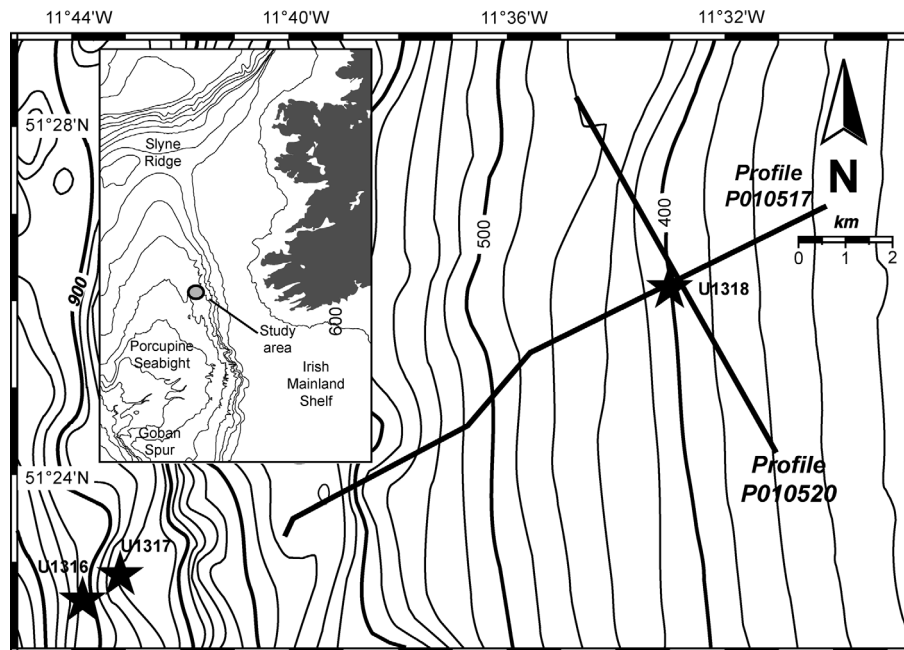 11°44'W
11°40'W
11°36'W
11°32'W
51°28'N
Slyne
Ridge
Profile
P010517
N
km
0 1 2
400
500
900
U1318
600
Study
area
Porcupine
Seabight
Irish
Mainland
Shelf
Goban
Spur
51°24'N
Profile
P010520
U1317
U1316